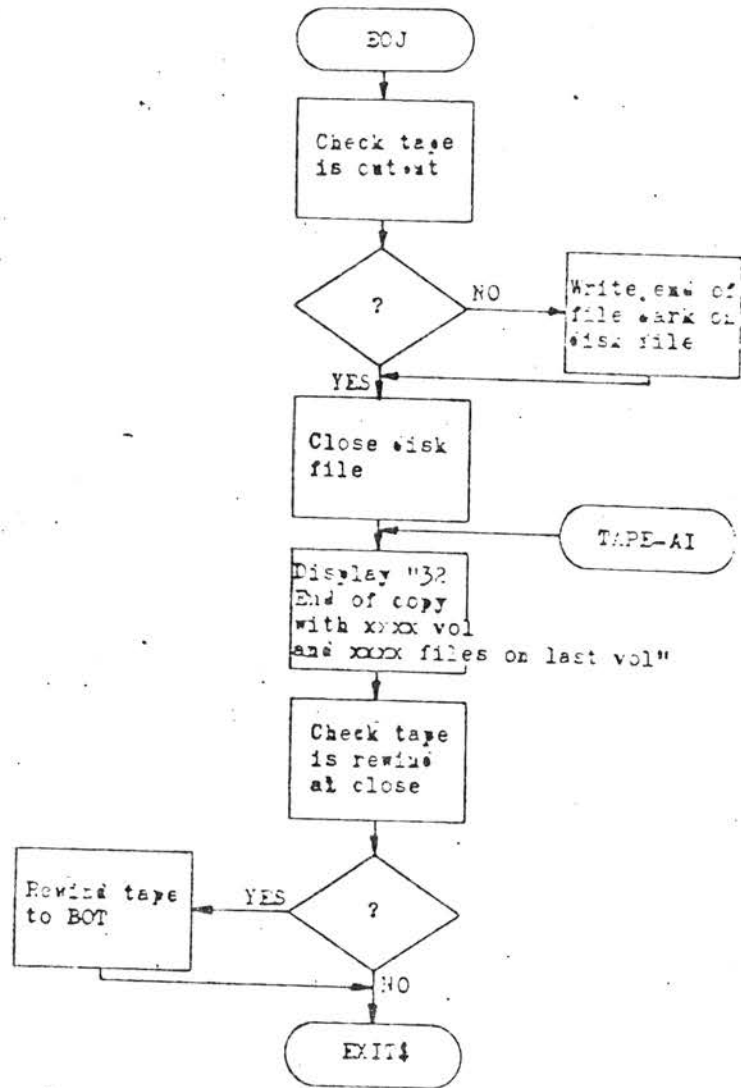 EOJ
Check tape
is output
?
NO
Write end of
file mark on
disk file
YES
Close disk
file
TAPE-AI
Display "32
End of copy
with xxxx vol
and xxxx files on last vol"
Check tape
is rewind
at close
?
YES
Rewind tape
to BOT
NO
EXIT$